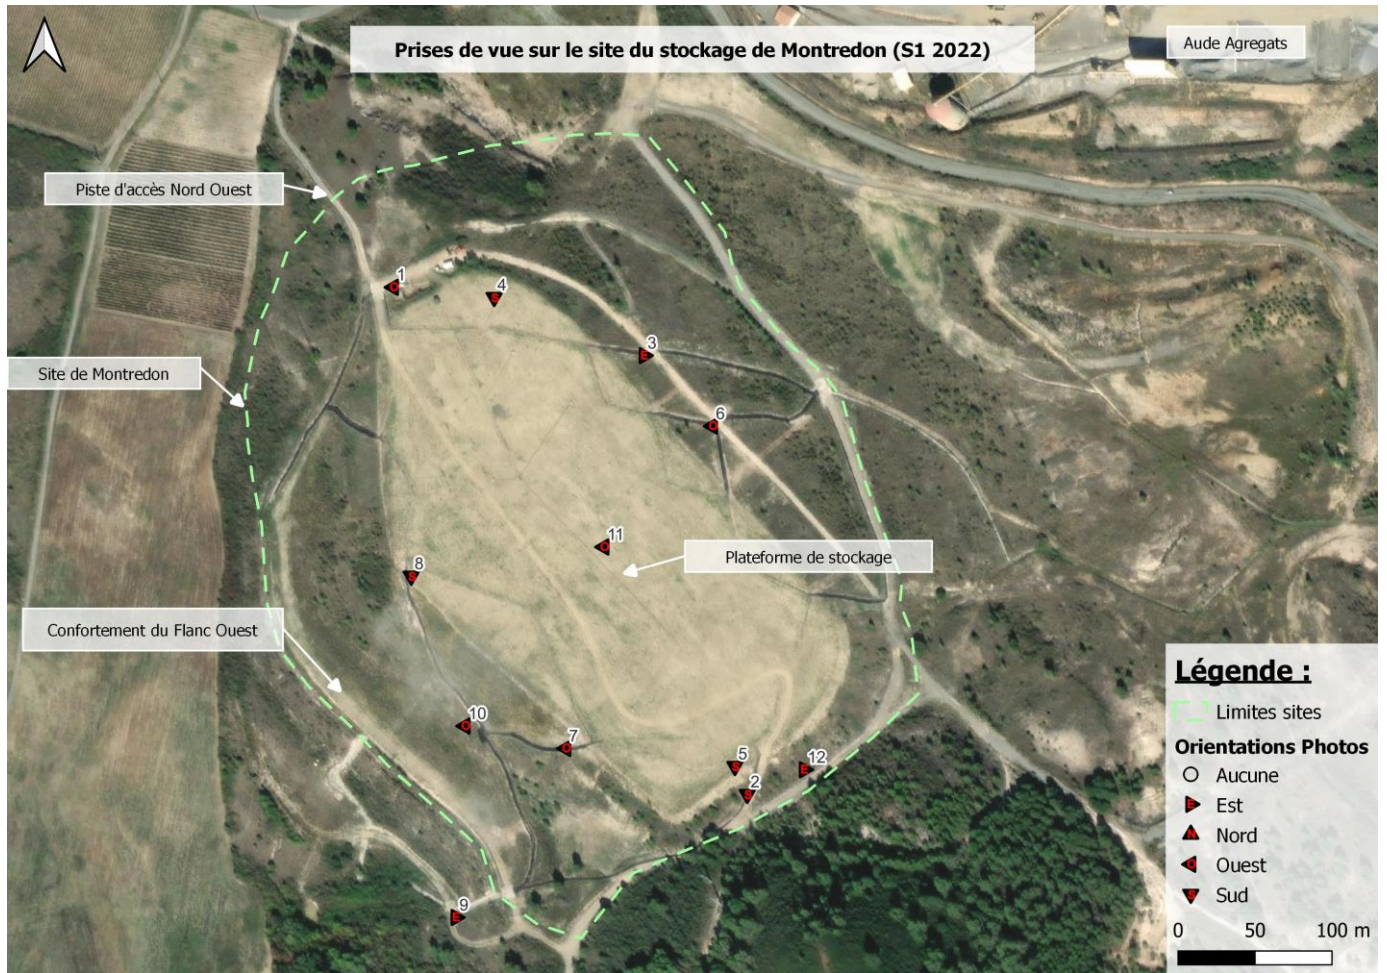 Prises de vue sur le site du stockage de Montredon (S1 2022)
Aude Agregats
Piste d'accès Nord Ouest
1
O
4
S
3
E
Site de Montredon
6
O
11
O
Plateforme de stockage
8
S
Confortement du Flanc Ouest
10
O
7
O
5
S
12
E
2
S
9
E
Légende :
Limites sites
Orientations Photos
Aucune
E Est
N Nord
O Ouest
S Sud
0 50 100 m